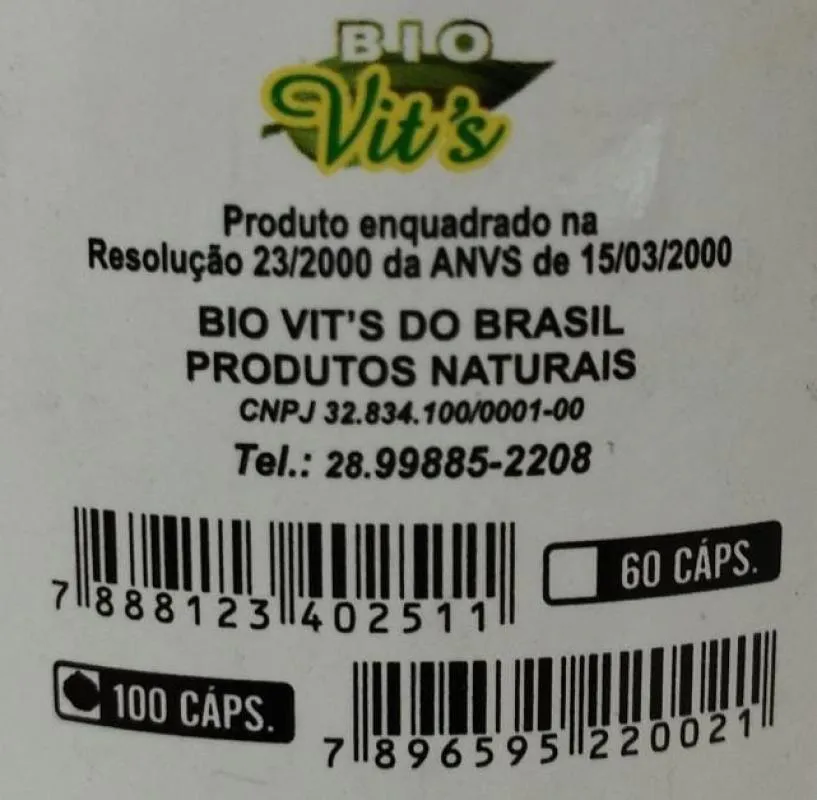 BIO
Vit's
Produto enquadrado na
Resolução 23/2000 da ANVS de 15/03/2000
BIO VIT'S DO BRASIL
PRODUTOS NATURAIS
CNPJ 32.834.100/0001-00
Tel.: 28.99885-2208
60 CÁPS.
7 888123 402511
100 CÁPS.
7 896595 220021